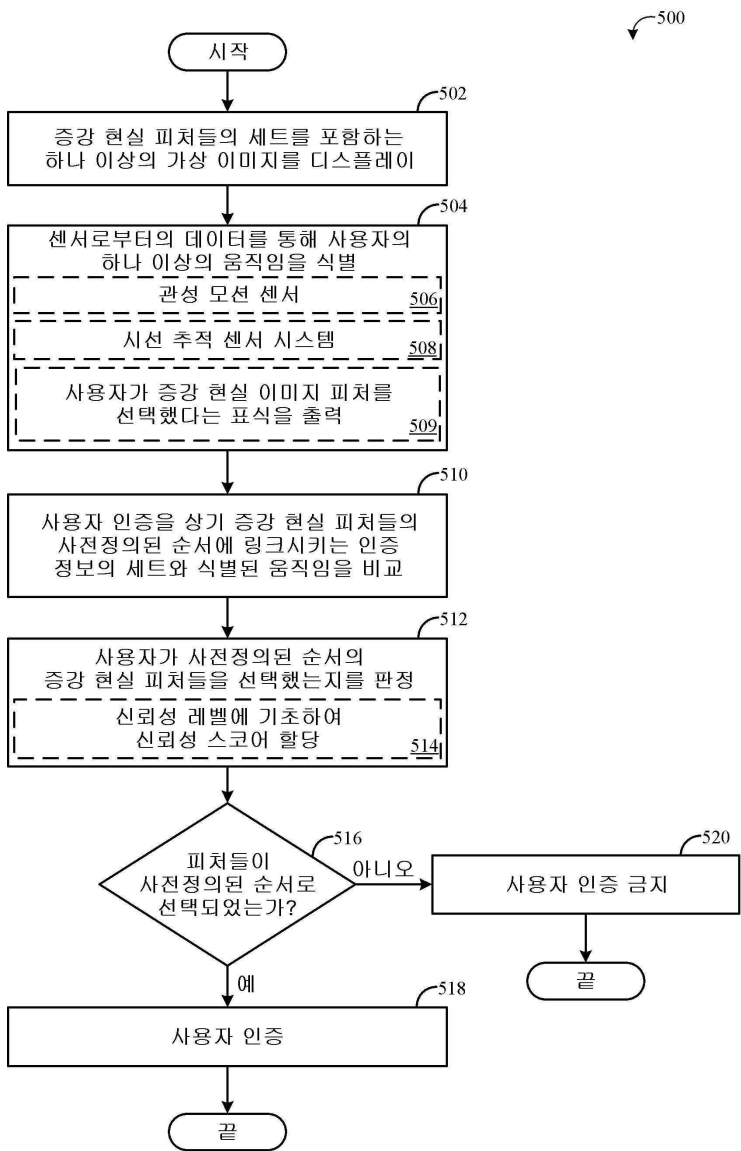 500
시작
502
증강 현실 피처들의 세트를 포함하는
하나 이상의 가상 이미지를 디스플레이
504
센서로부터의 데이터를 통해 사용자의
하나 이상의 움직임을 식별
관성 모션 센서
506
시선 추적 센서 시스템
508
사용자가 증강 현실 이미지 피처를
선택했다는 표식을 출력
509
510
사용자 인증을 상기 증강 현실 피처들의
사전정의된 순서에 링크시키는 인증
정보의 세트와 식별된 움직임을 비교
512
사용자가 사전정의된 순서의
증강 현실 피처들을 선택했는지를 판정
신뢰성 레벨에 기초하여
신뢰성 스코어 할당
514
516
피처들이
사전정의된 순서로
선택되었는가?
아니오
520
사용자 인증 금지
끝
예
518
사용자 인증
끝